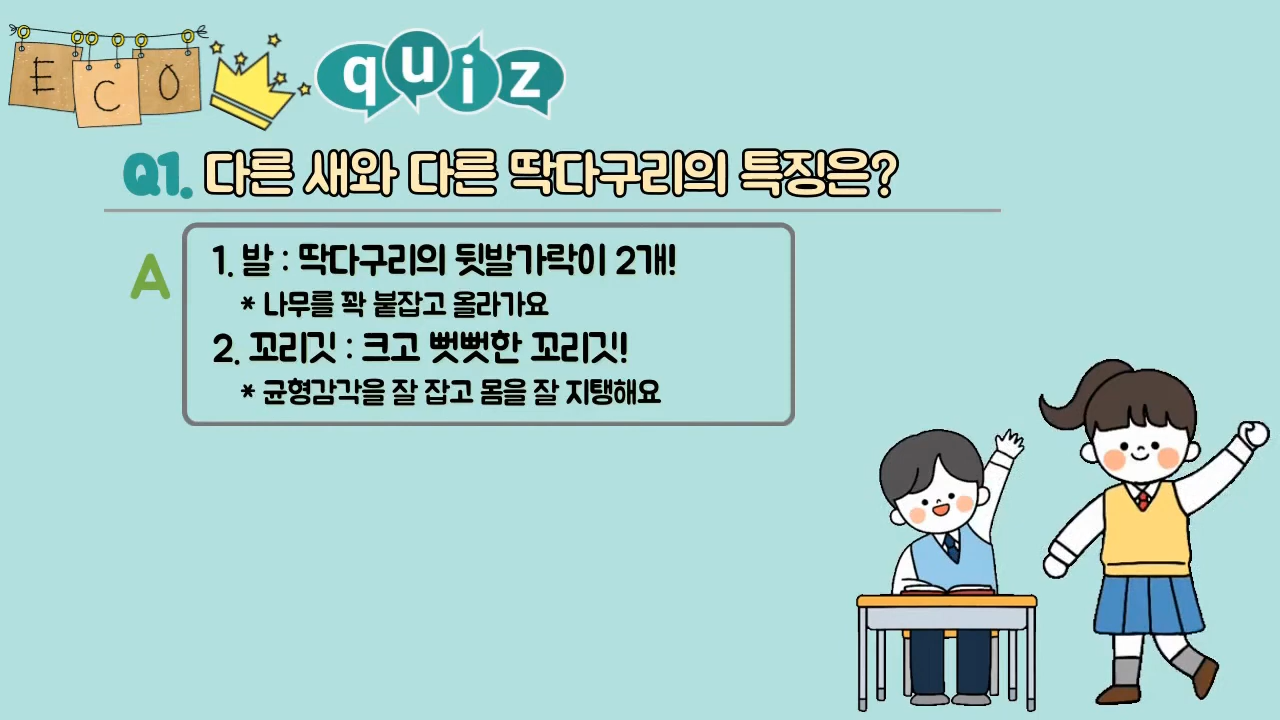 ECO quiz
Q1. 다른 새와 다른 딱다구리의 특징은?
A
1. 발 : 딱다구리의 뒷발가락이 2개!
* 나무를 꽉 붙잡고 올라가요
2. 꼬리깃 : 크고 뻣뻣한 꼬리깃!
* 균형감각을 잘 잡고 몸을 잘 지탱해요